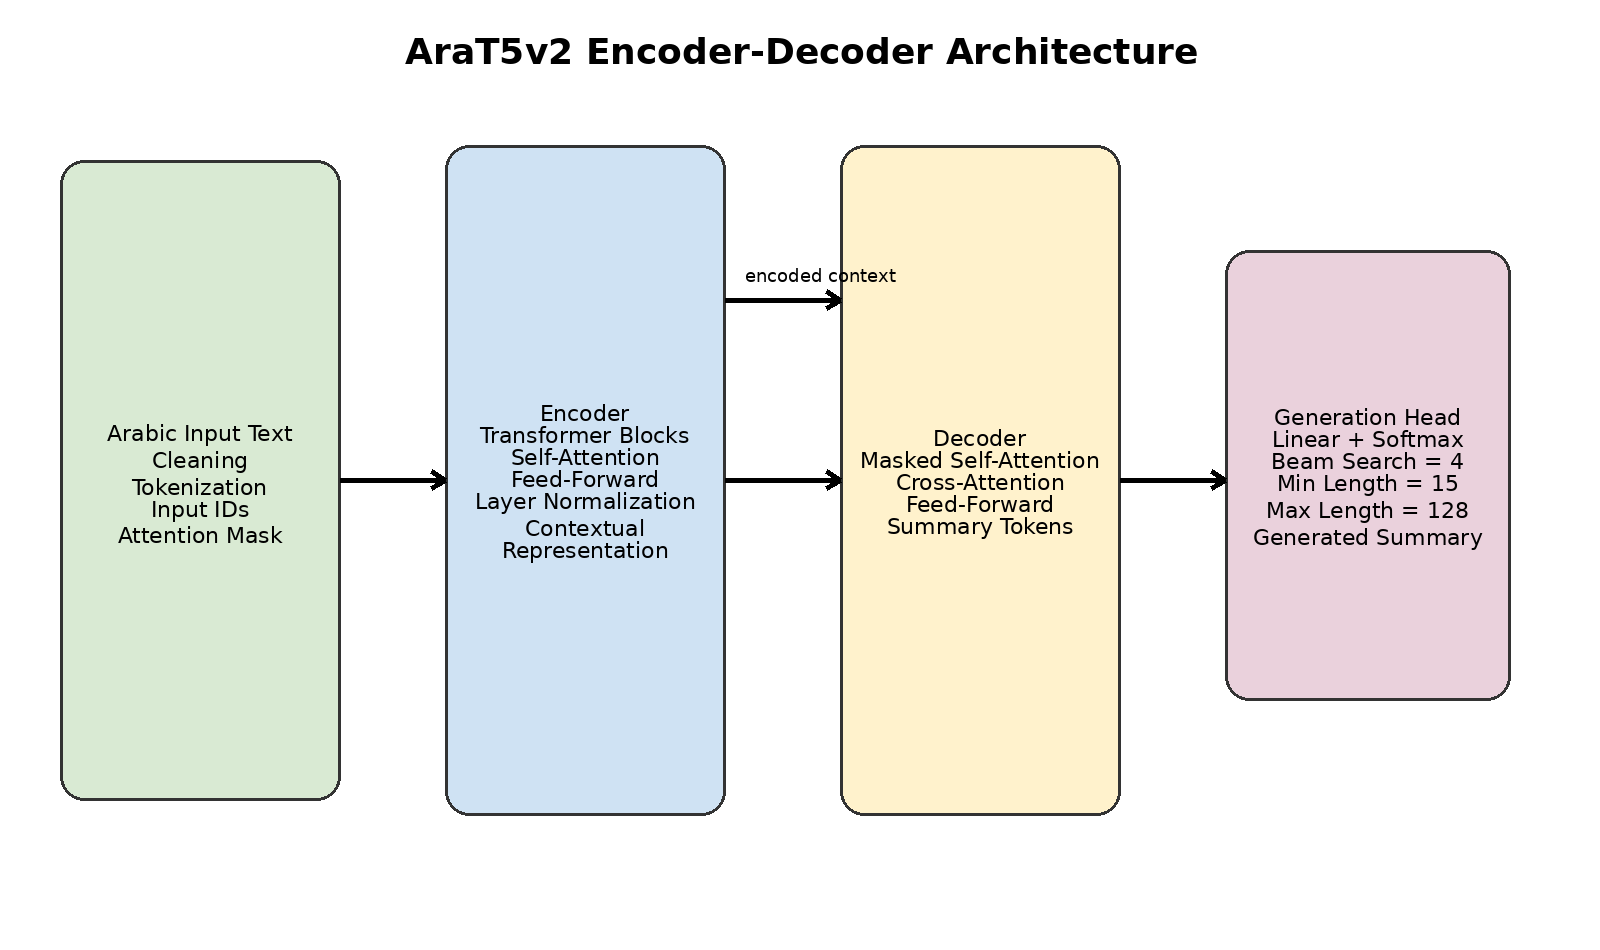 AraT5v2 Encoder-Decoder Architecture
Arabic Input Text
Cleaning
Tokenization
Input IDs
Attention Mask
Encoder
Transformer Blocks
Self-Attention
Feed-Forward
Layer Normalization
Contextual
Representation
encoded context
Decoder
Masked Self-Attention
Cross-Attention
Feed-Forward
Summary Tokens
Generation Head
Linear + Softmax
Beam Search = 4
Min Length = 15
Max Length = 128
Generated Summary